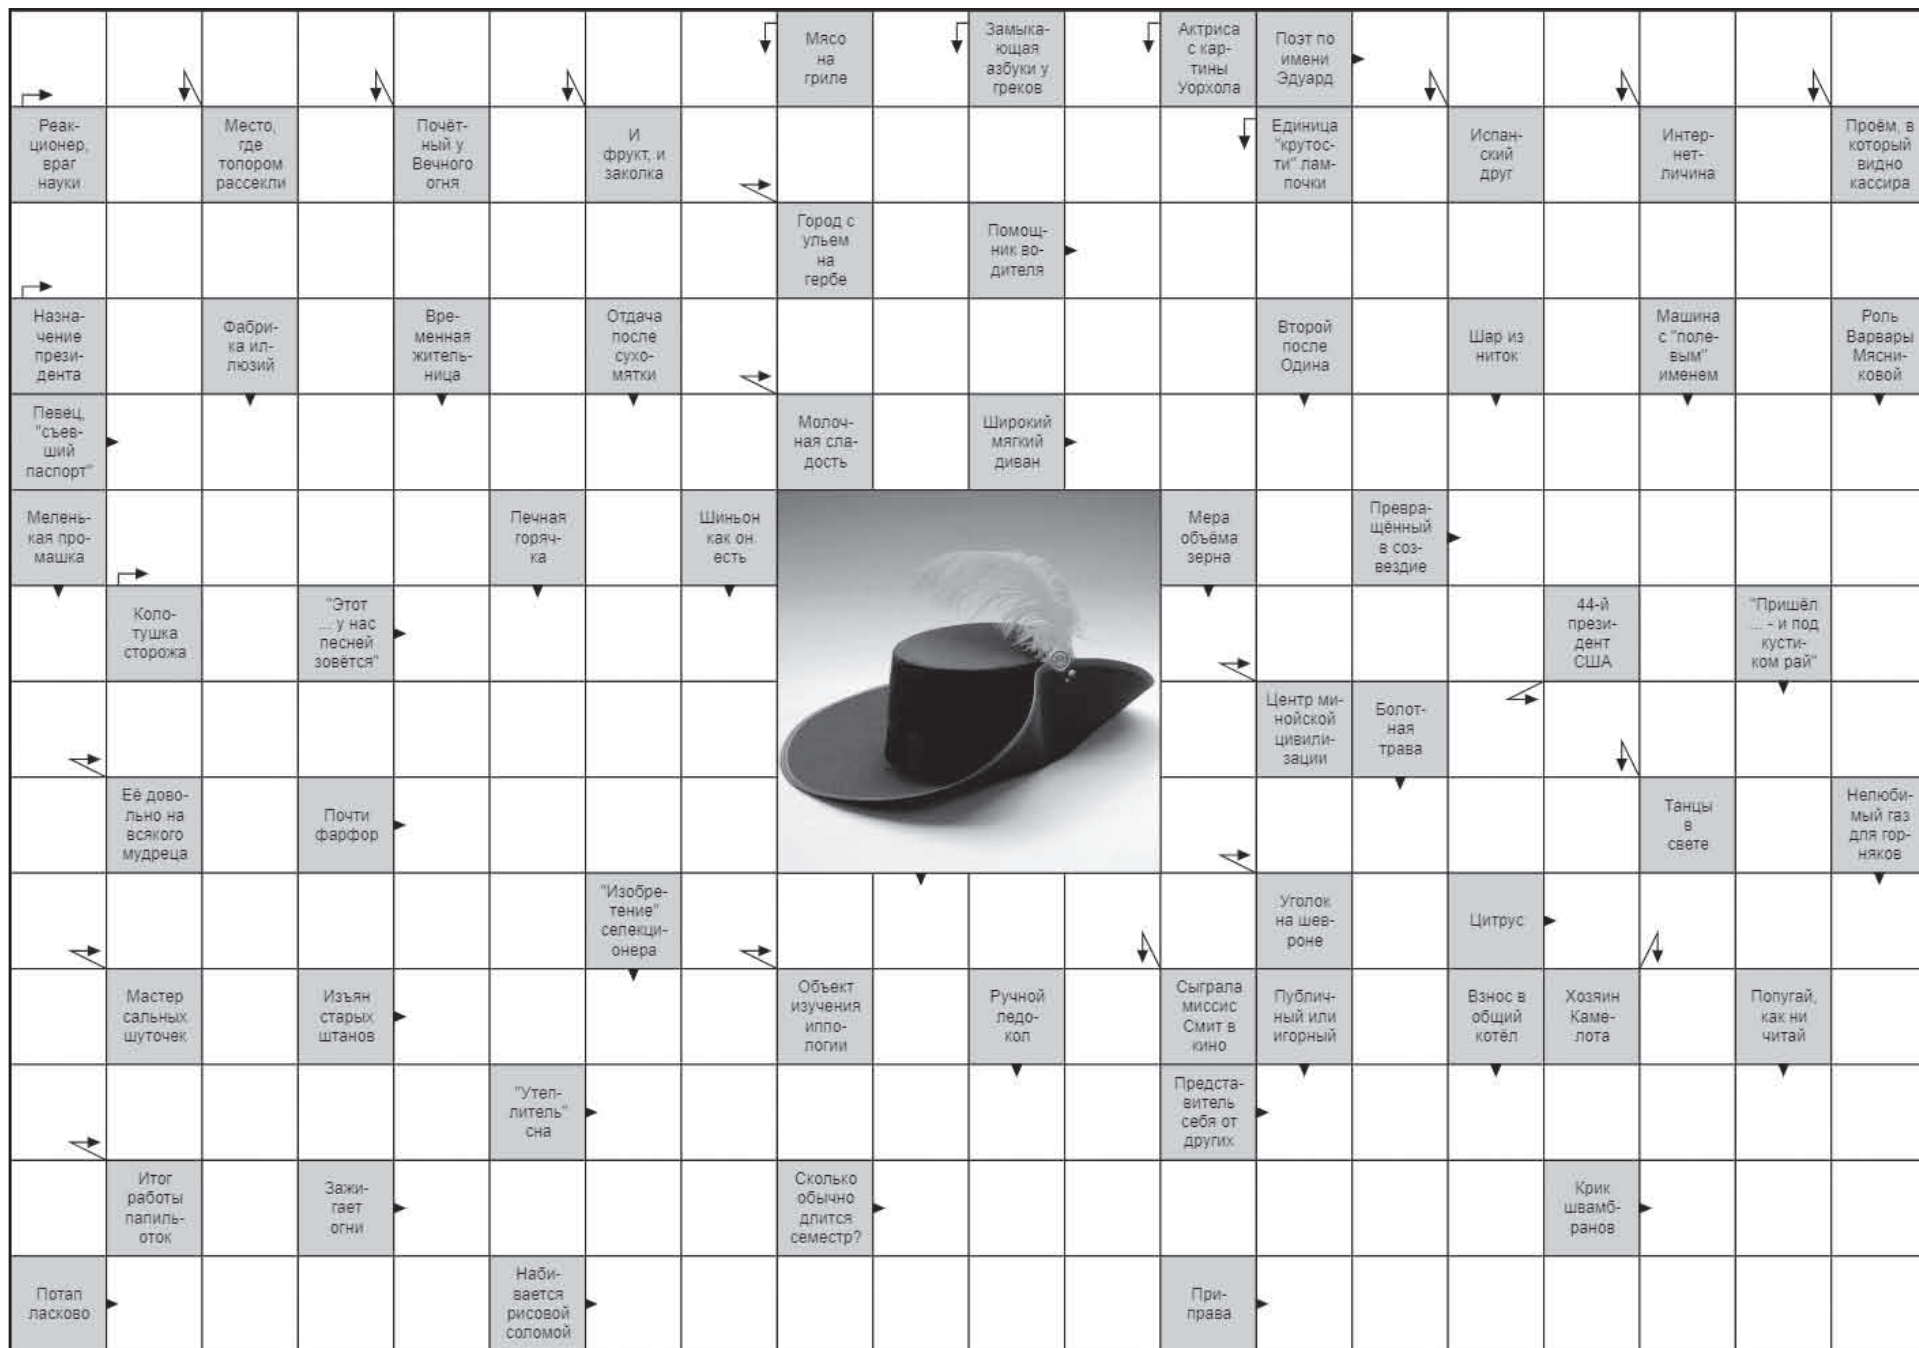 Мясо
на
гриле
Замыка-
ющая
азбуки у
греков
Актриса
с кар-
тины
Уорхола
Поэт по
имени
Эдуард
Реак-
ционер,
враг
науки
Место,
где
топором
рассекли
Почёт-
ный у
Вечного
огня
И
фрукт, и
заколка
Единица
"крутос-
ти" лам-
почки
Испан-
ский
друг
Интер-
нет-
личина
Проём, в
который
видно
кассира
Город с
ульем
на
гербе
Помощ-
ник во-
дителя
Назна-
чение
прези-
дента
Фабри-
ка ил-
люзий
Вре-
менная
житель-
ница
Отдача
после
сухо-
мятки
Второй
после
Одина
Шар из
ниток
Машина
с "поле-
вым"
именем
Роль
Варвары
Мясни-
ковой
Певец,
"съев-
ший
паспорт"
Молоч-
ная сла-
дость
Широкий
мягкий
диван
Мелень-
кая про-
машка
Печная
горяч-
ка
Шиньон
как он
есть
Мера
объёма
зерна
Превра-
щённый
в соз-
вездие
Коло-
тушка
сторожа
"Этот
... у нас
песней
зовётся"
44-й
прези-
дент
США
"Пришёл
... - и под
кусти-
ком рай"
Центр ми-
нойской
цивили-
зации
Болот-
ная
трава
Её дово-
льно на
всякого
мудреца
Почти
фарфор
Танцы
в
свете
Нелюби-
мый газ
для гор-
няков
"Изобре-
тение"
селекци-
онера
Уголок
на шев-
роне
Цитрус
Мастер
сальных
шуточек
Изъян
старых
штанов
Объект
изучения
иппо-
логии
Ручной
ледо-
кол
Сыграла
миссис
Смит в
кино
Публич-
ный или
игорный
Взнос в
общий
котёл
Хозяин
Каме-
лота
Попугай,
как ни
читай
"Утеп-
литель"
сна
Предста-
витель
себя от
других
Итог
работы
папиль-
оток
Зажи-
гает
огни
Сколько
обычно
длится
семестр?
Крик
швамб-
ранов
Потап
ласково
Наби-
вается
рисовой
соломой
При-
права